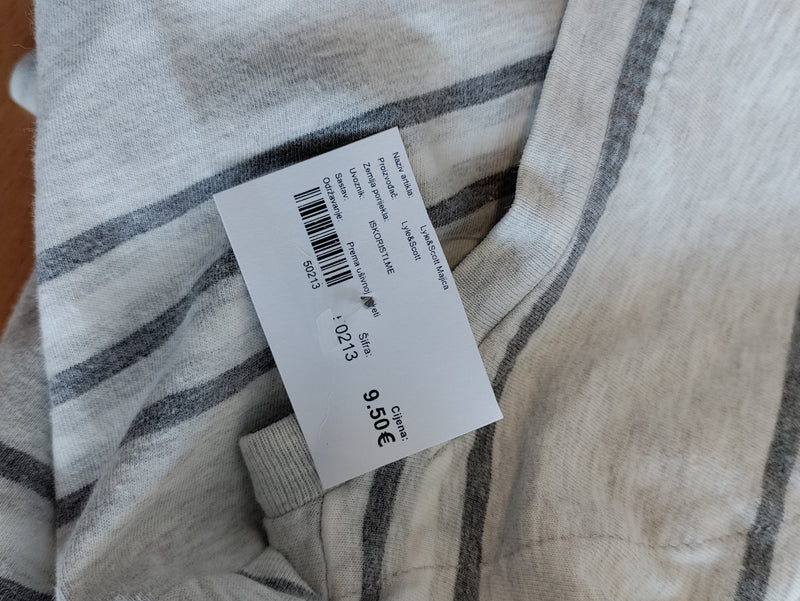 Naziv artikla: Lyle&Scott Majica
Proizvođač: Lyle&Scott
Zemlja porijekla:
Uvoznik: ISKORISTI.ME
Sastav:
Održavanje: Prema ušivnoj
50213
Šifra:
0213
Cijena:
9.50€